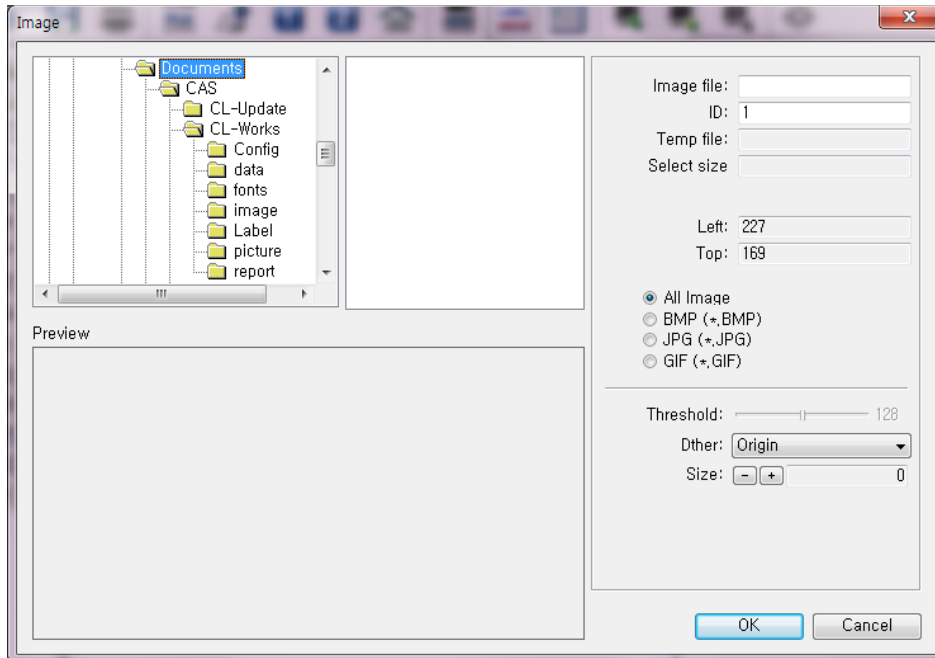 Image
Documents
CAS
CL-Update
CL-Works
Config
data
fonts
image
Label
picture
report
Preview
Image file:
ID: 1
Temp file:
Select size
Left: 227
Top: 169
All Image
BMP (*,BMP)
JPG (*,JPG)
GIF (*,GIF)
Threshold: 128
Dther: Origin
Size: - + 0
OK Cancel